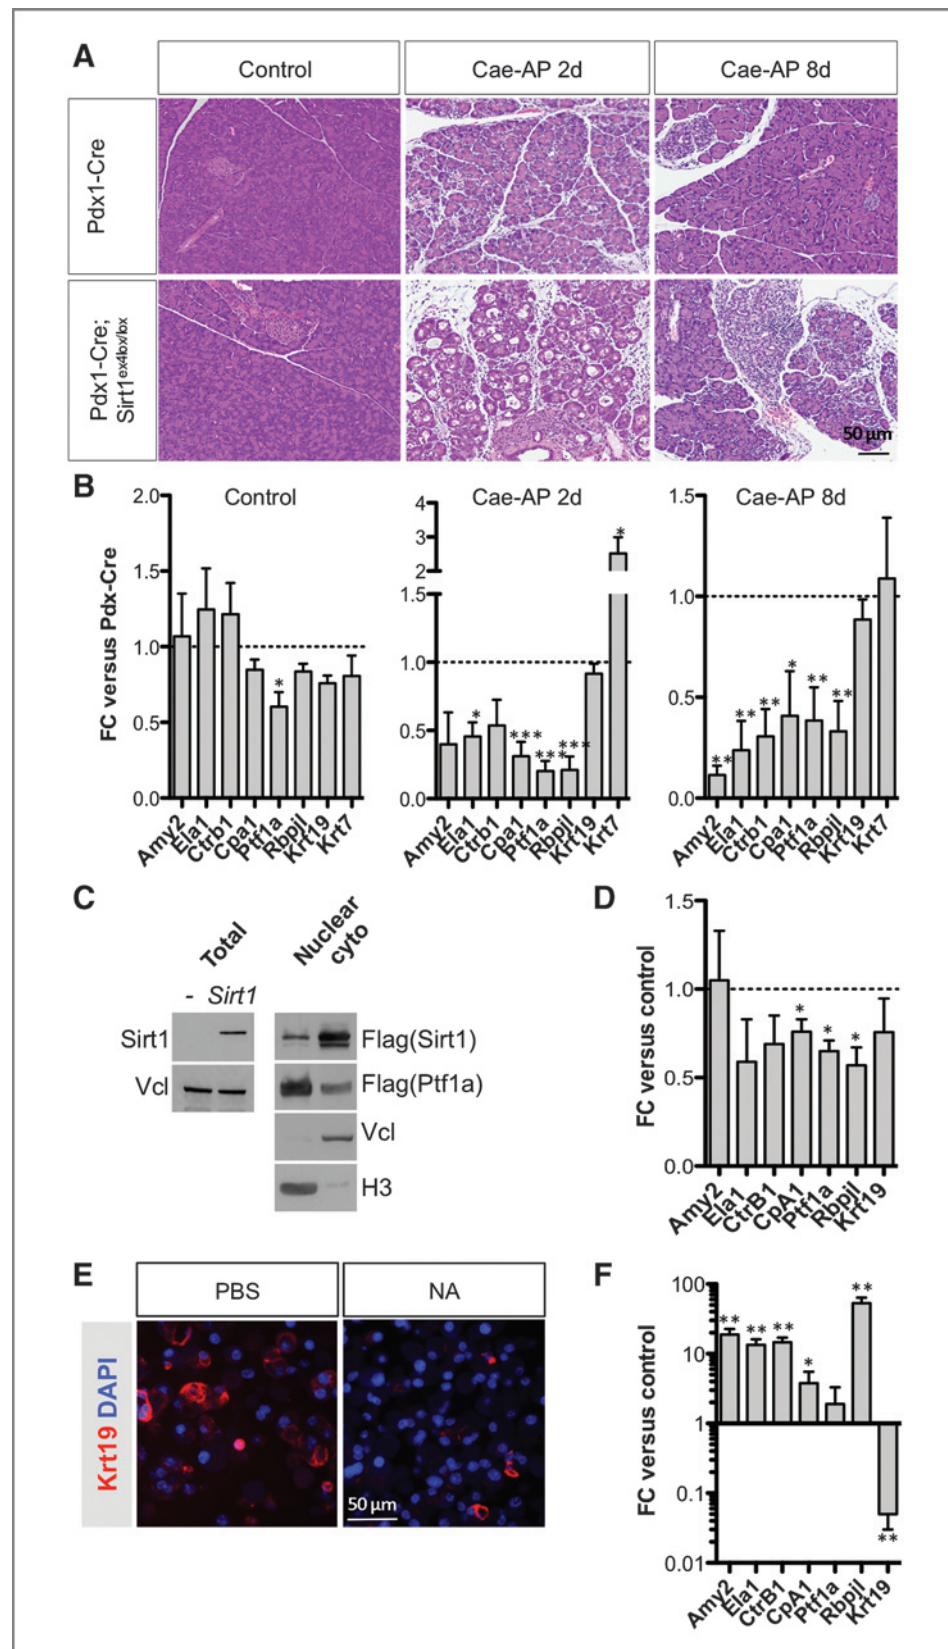 A
Control
Cae-AP 2d
Cae-AP 8d
Pdx1-Cre
Pdx1-Cre;
Sirt1ex4lox/lox
50 µm
B
FC versus Pdx-Cre
Control
2.0
1.5
1.0
0.5
0.0
*
Amy2
Ela1
Ctrb1
Cpa1
Ptf1a
Rbpjl
Krt19
Krt7
Cae-AP 2d
4
3
2
1.5
1.0
0.5
0.0
*
***
***
***
*
Amy2
Ela1
Ctrb1
Cpa1
Ptf1a
Rbpjl
Krt19
Krt7
Cae-AP 8d
1.5
1.0
0.5
0.0
**
**
**
*
**
**
Amy2
Ela1
Ctrb1
Cpa1
Ptf1a
Rbpjl
Krt19
Krt7
C
Total
Nuclear
cyto
- Sirt1
Sirt1
Vcl
Flag(Sirt1)
Flag(Ptf1a)
Vcl
H3
D
FC versus control
1.5
1.0
0.5
0.0
*
*
*
Amy2
Ela1
CtrB1
CpA1
Ptf1a
Rbpjl
Krt19
E
PBS
NA
Krt19 DAPI
50 µm
F
FC versus control
100
10
1
0.1
0.01
**
**
**
*
**
**
Amy2
Ela1
CtrB1
CpA1
Ptf1a
Rbpjl
Krt19